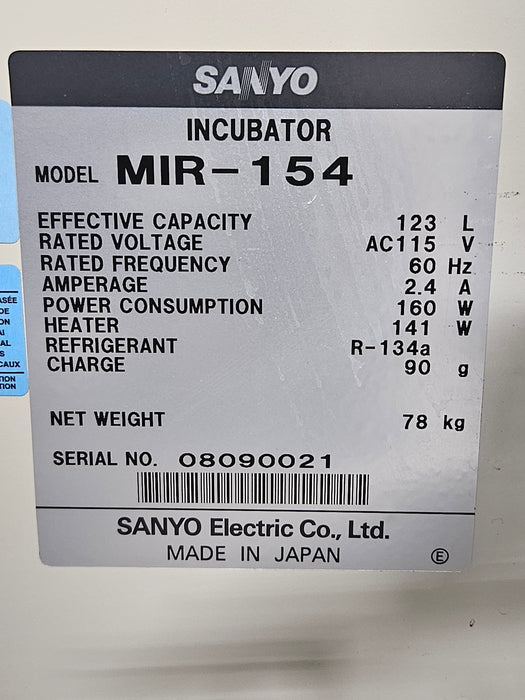 SANYO
INCUBATOR
MODEL MIR-154
EFFECTIVE CAPACITY 123 L
RATED VOLTAGE AC115 V
RATED FREQUENCY 60 Hz
AMPERAGE 2.4 A
POWER CONSUMPTION 160 W
HEATER 141 W
REFRIGERANT R-134a
CHARGE 90 g
NET WEIGHT 78 kg
SERIAL NO. 08090021
SANYO Electric Co., Ltd.
MADE IN JAPAN E